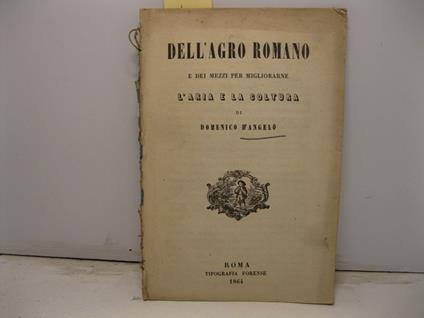 DELL'AGRO ROMANO
E DEI MEZZI PER MIGLIORARNE
L'ARIA E LA COLTURA
DI
DOMENICO D'ANGELO
ROMA
TIPOGRAFIA FORENSE
1864